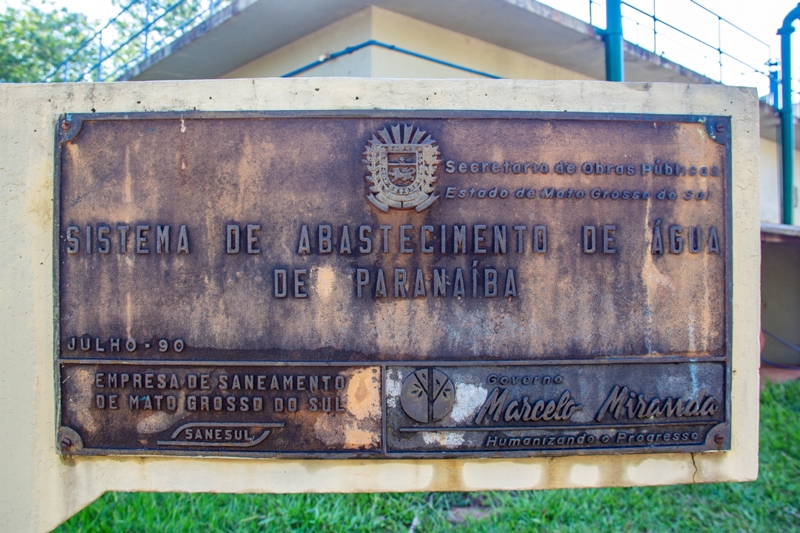 Secretaria de Obras Públicas
Estado de Mato Grosso do Sul
SISTEMA DE ABASTECIMENTO DE ÁGUA
DE PARANAÍBA
JULHO - 90
EMPRESA DE SANEAMENTO
DE MATO GROSSO DO SUL
SANESUL
Governo
Marcelo Miranda
Humanizando o Progresso